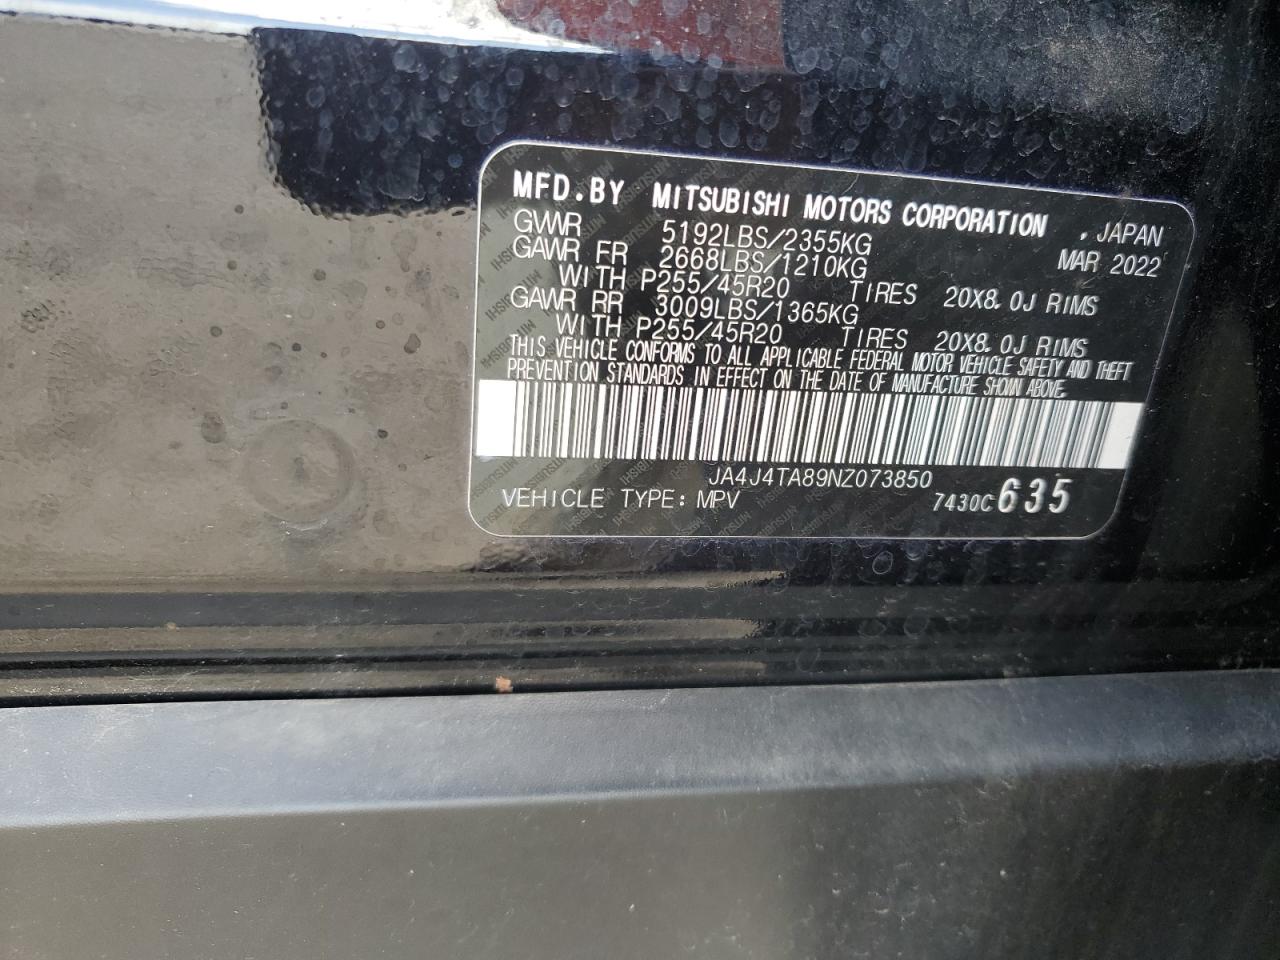 MFD.BY MITSUBISHI MOTORS CORPORATION , JAPAN
GVWR 5192LBS/2355KG MAR 2022
GAWR FR 2668LBS/1210KG
WITH P255/45R20 TIRES 20X8.0J RIMS
GAWR RR 3009LBS/1365KG
WITH P255/45R20 TIRES 20X8.0J RIMS
THIS VEHICLE CONFORMS TO ALL APPLICABLE FEDERAL MOTOR VEHICLE SAFETY AND THEFT
PREVENTION STANDARDS IN EFFECT ON THE DATE OF MANUFACTURE SHOWN ABOVE.
JA4J4TA89NZ073850
VEHICLE TYPE: MPV 7430C 635